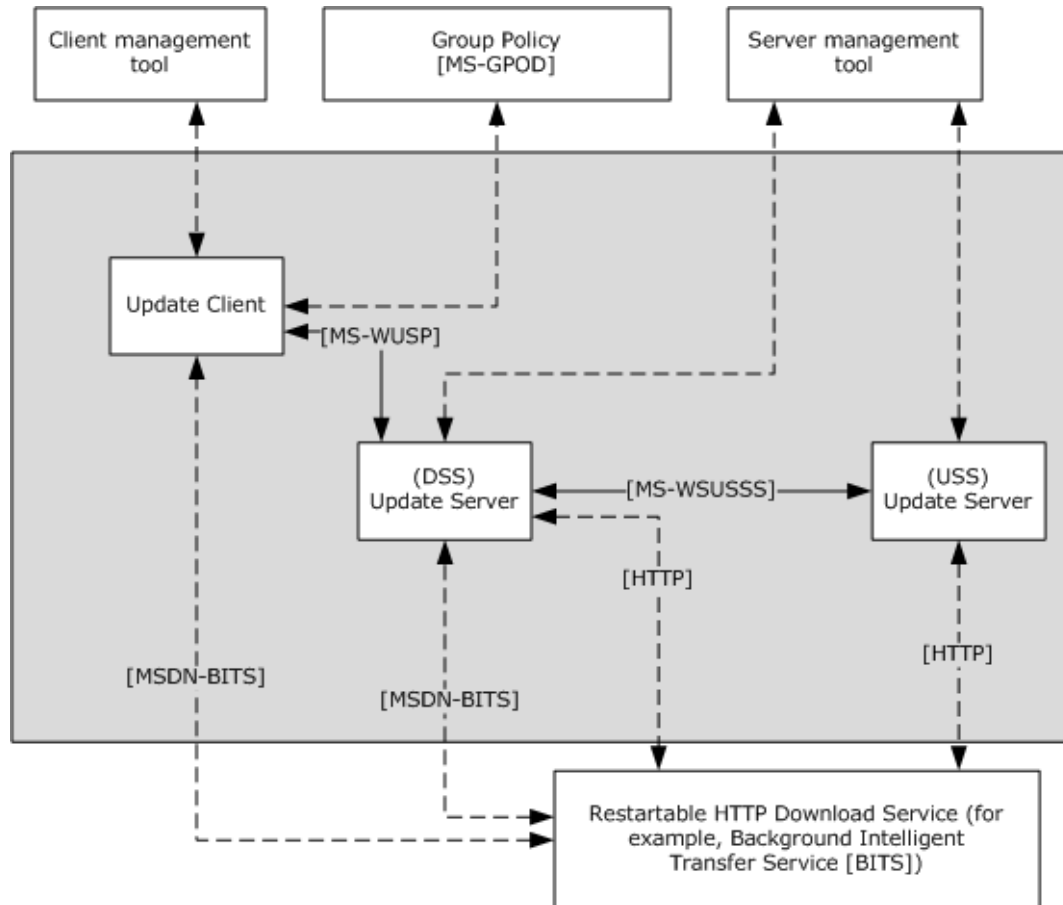 Client management
tool
Group Policy
[MS-GPOD]
Server management
tool
Update Client
[MS-WUSP]
(DSS)
Update Server
[MS-WSUSSS]
(USS)
Update Server
[HTTP]
[HTTP]
[MSDN-BITS]
[MSDN-BITS]
Restartable HTTP Download Service (for
example, Background Intelligent
Transfer Service [BITS])